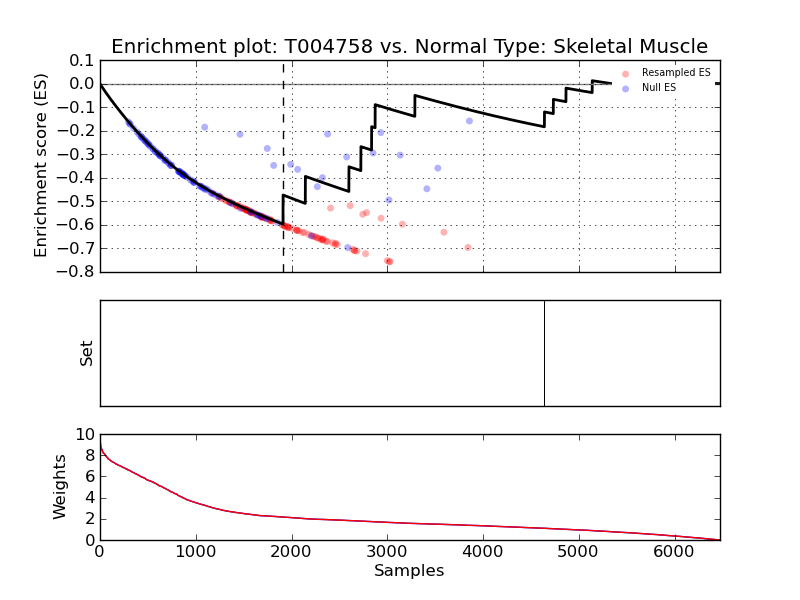 Enrichment plot: T004758 vs. Normal Type: Skeletal Muscle
0.1
0.0
−0.1
−0.2
−0.3
−0.4
−0.5
−0.6
−0.7
−0.8
Enrichment score (ES)
Resampled ES
Null ES
Set
10
8
6
4
2
0
Weights
0 1000 2000 3000 4000 5000 6000
Samples